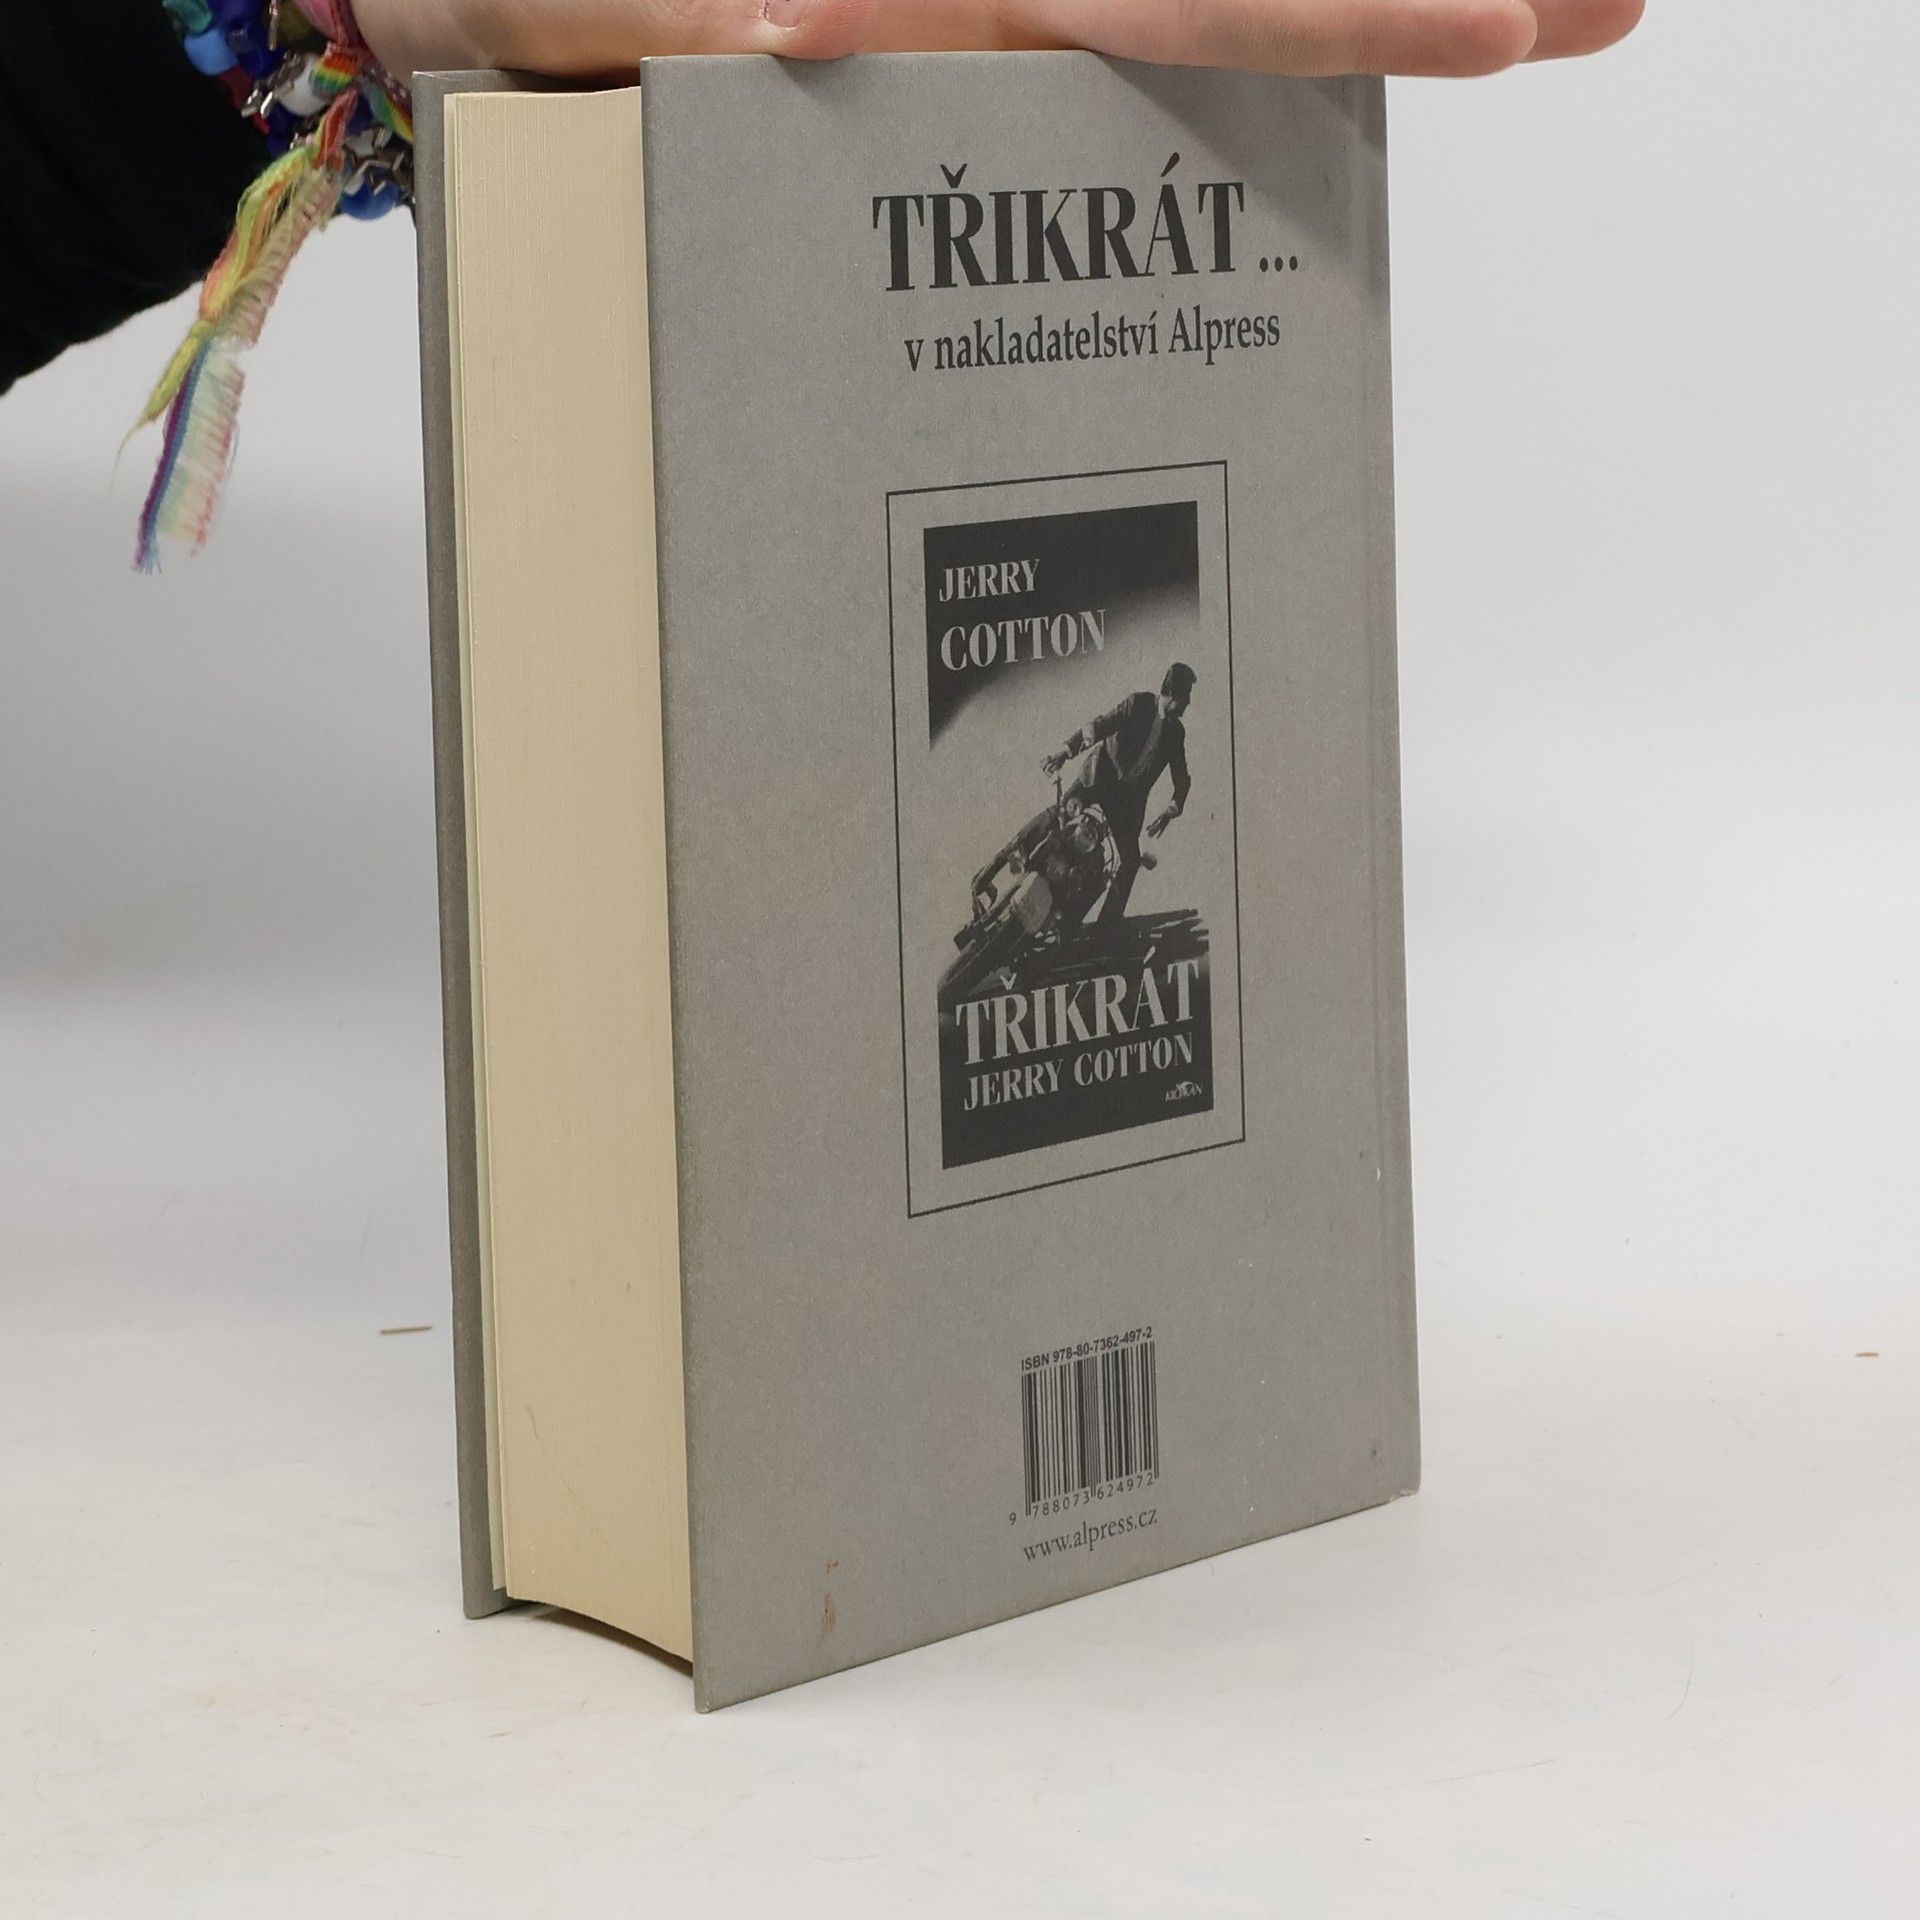 TŘIKRÁT...
v nakladatelství Alpress
JERRY
COTTON
TŘIKRÁT
JERRY COTTON
KLOKAN
ISBN 978-80-7362-497-2
9 788073 624972
www.alpress.cz